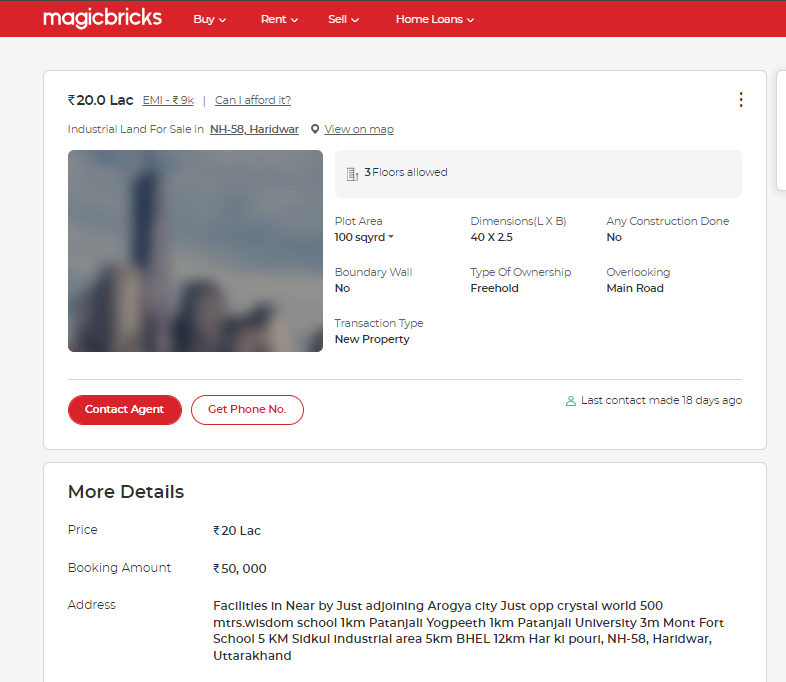 magicbricks Buy Rent Sell Home Loans
₹20.0 Lac EMI - ₹9k | Can I afford it?
Industrial Land For Sale in NH-58, Haridwar View on map
3 Floors allowed
Plot Area Dimensions(L X B) Any Construction Done
100 sqyrd 40 X 2.5 No
Boundary Wall Type Of Ownership Overlooking
No Freehold Main Road
Transaction Type
New Property
Contact Agent Get Phone No. Last contact made 18 days ago
More Details
Price ₹20 Lac
Booking Amount ₹50, 000
Address Facilities in Near by Just adjoining Arogya city Just opp crystal world 500
mtrs.wisdom school 1km Patanjali Yogpeeth 1km Patanjali University 3m Mont Fort
School 5 KM Sidkul industrial area 5km BHEL 12km Har ki pouri, NH-58, Haridwar,
Uttarakhand